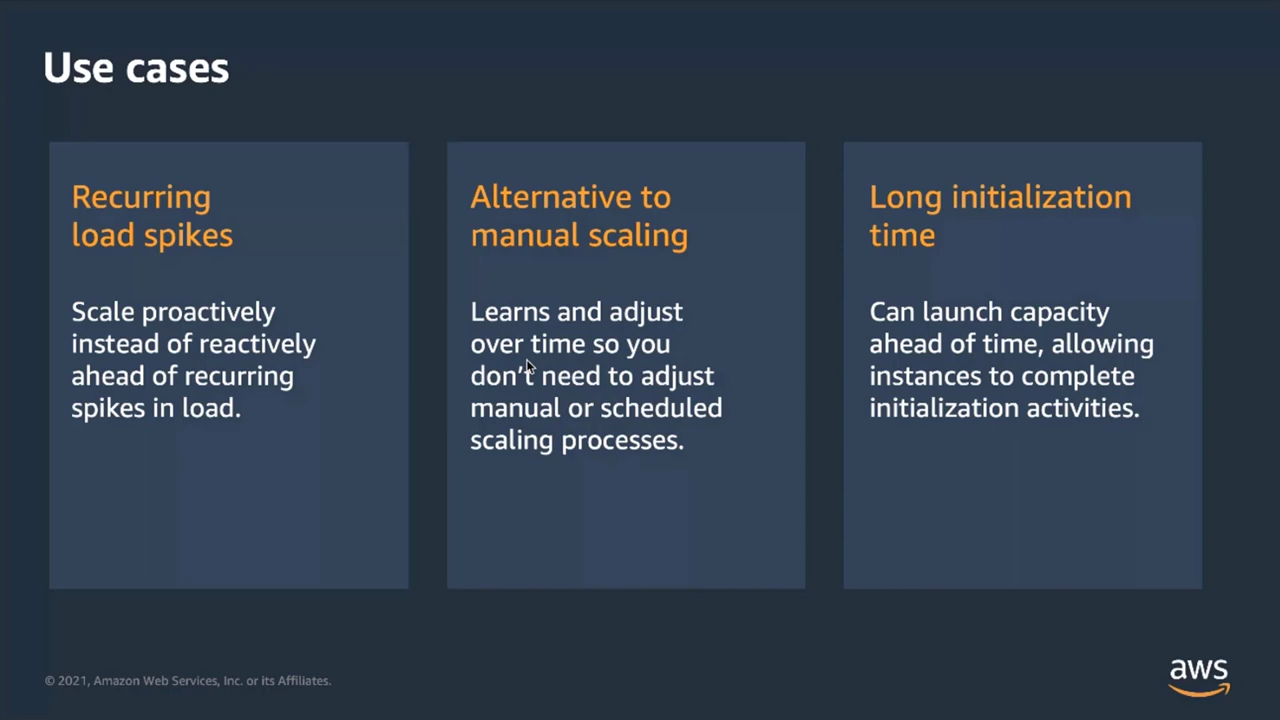 Use cases
Recurring
load spikes
Scale proactively
instead of reactively
ahead of recurring
spikes in load.
Alternative to
manual scaling
Learns and adjust
over time so you
don't need to adjust
manual or scheduled
scaling processes.
Long initialization
time
Can launch capacity
ahead of time, allowing
instances to complete
initialization activities.
© 2021, Amazon Web Services, Inc. or its Affiliates.
aws